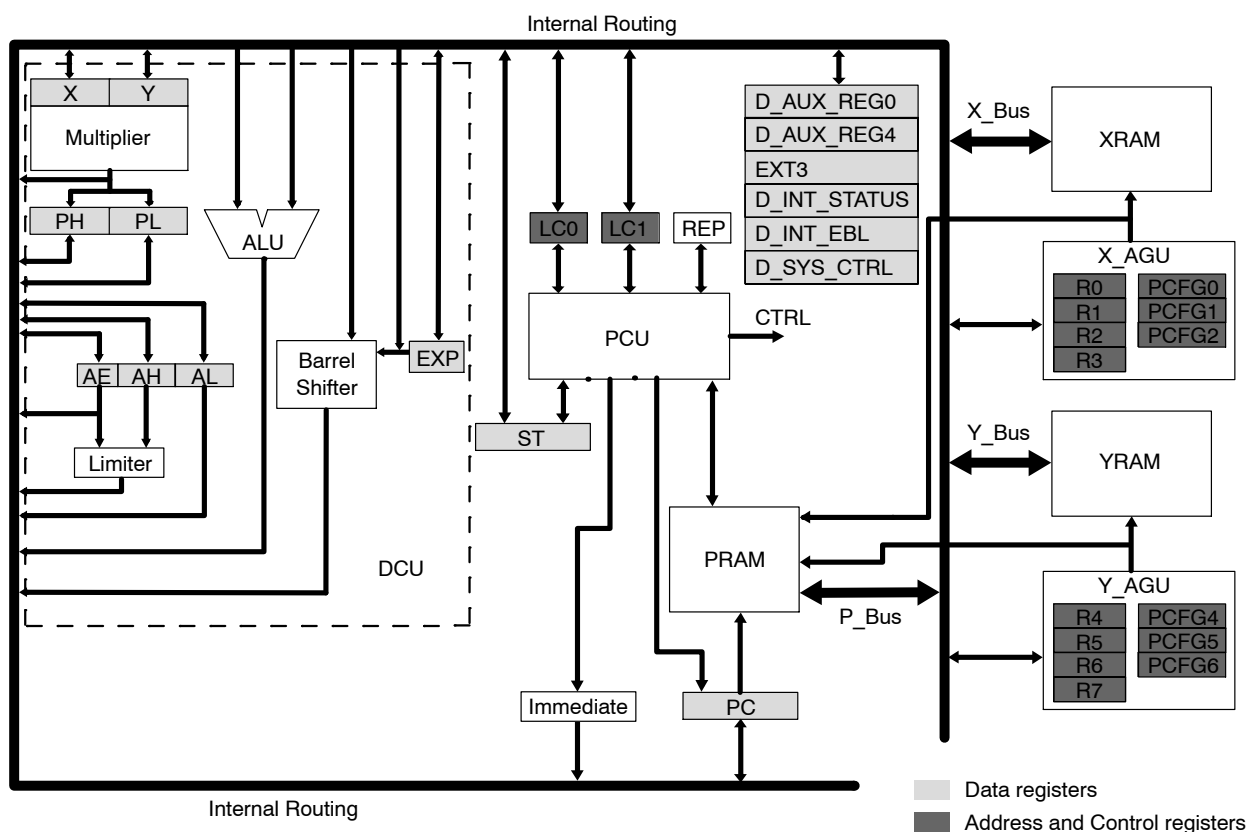 Internal Routing
X
Y
Multiplier
PH
PL
ALU
AE
AH
AL
Limiter
Barrel
Shifter
EXP
DCU
LC0
LC1
REP
PCU
CTRL
ST
D_AUX_REG0
D_AUX_REG4
EXT3
D_INT_STATUS
D_INT_EBL
D_SYS_CTRL
X_Bus
XRAM
X_AGU
R0
R1
R2
R3
PCFG0
PCFG1
PCFG2
Y_Bus
YRAM
PRAM
P_Bus
Y_AGU
R4
R5
R6
R7
PCFG4
PCFG5
PCFG6
Immediate
PC
Internal Routing
Data registers
Address and Control registers